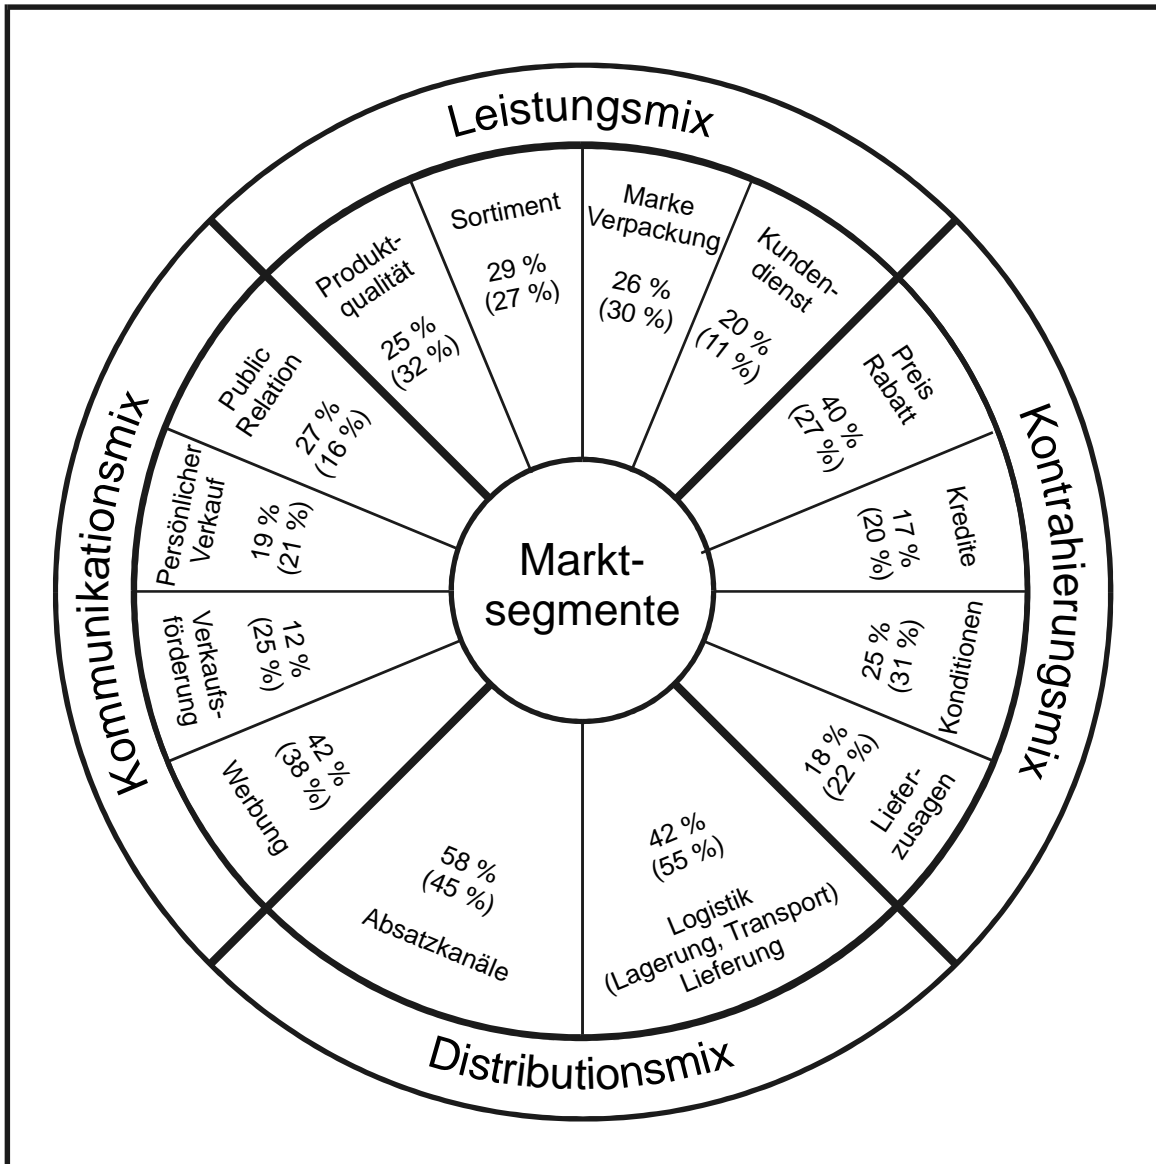 Leistungsmix
Produkt-
qualität
25 %
(32 %)
Sortiment
29 %
(27 %)
Marke
Verpackung
26 %
(30 %)
Kunden-
dienst
20 %
(11 %)
Kontrahierungsmix
Preis
Rabatt
40 %
(27 %)
Kredite
17 %
(20 %)
Konditionen
25 %
(31 %)
Liefer-
zusagen
18 %
(22 %)
Distributionsmix
42 %
(55 %)
Logistik
(Lagerung, Transport)
Lieferung
58 %
(45 %)
Absatzkanäle
Kommunikationsmix
Werbung
42 %
(38 %)
Verkaufs-
förderung
12 %
(25 %)
Persönlicher
Verkauf
19 %
(21 %)
Public
Relation
27 %
(16 %)
Markt-
segmente